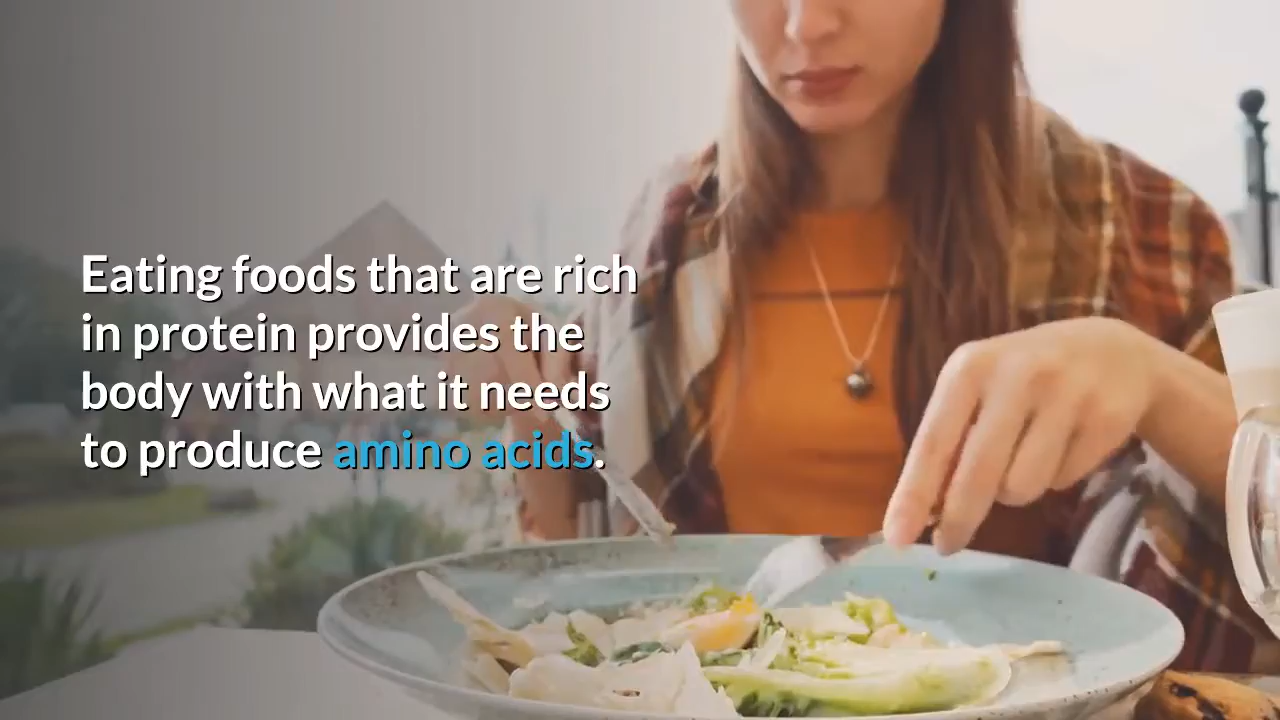 Eating foods that are rich
in protein provides the
body with what it needs
to produce amino acids.